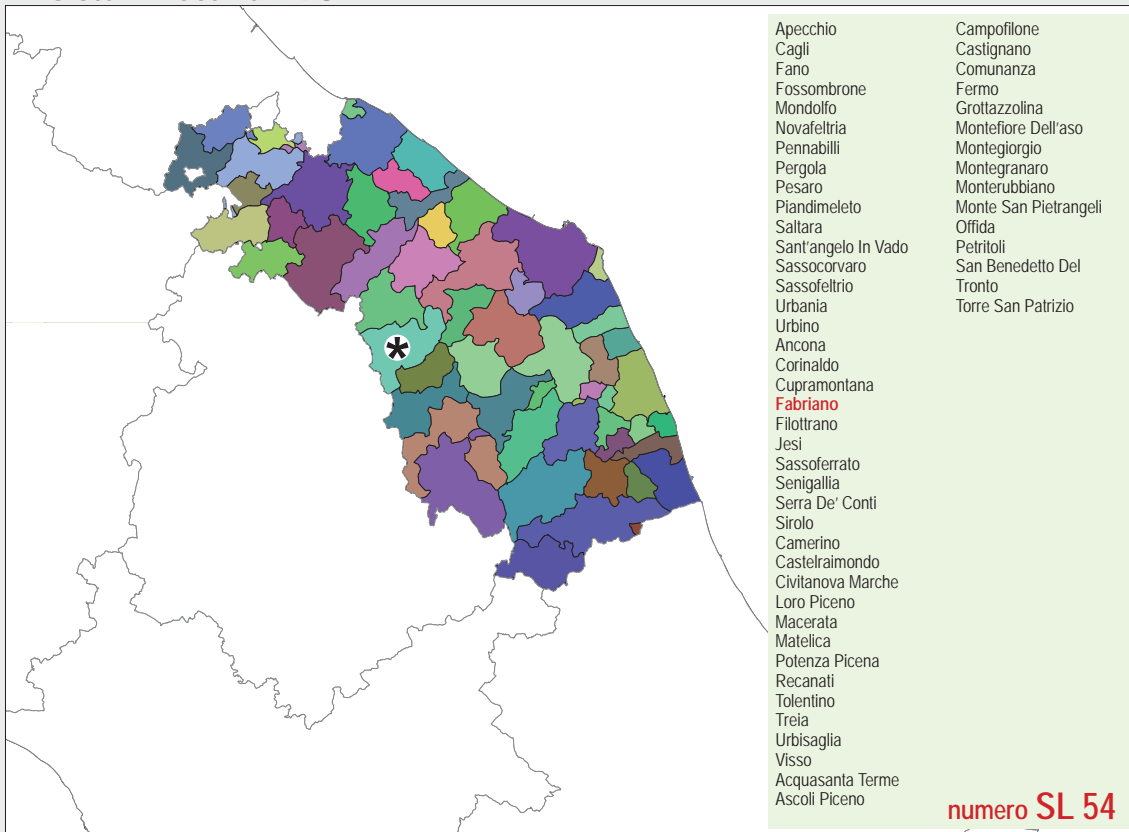 Apecchio
Cagli
Fano
Fossombrone
Mondolfo
Novafeltria
Pennabilli
Pergola
Pesaro
Piandimeleto
Saltara
Sant'angelo In Vado
Sassocorvaro
Sassofeltrio
Urbania
Urbino
Ancona
Corinaldo
Cupramontana
Fabriano
Filottrano
Jesi
Sassoferrato
Senigallia
Serra De' Conti
Sirolo
Camerino
Castelraimondo
Civitanova Marche
Loro Piceno
Macerata
Matelica
Potenza Picena
Recanati
Tolentino
Treia
Urbisaglia
Visso
Acquasanta Terme
Ascoli Piceno
Campofilone
Castignano
Comunanza
Fermo
Grottazzolina
Montefiore Dell'aso
Montegiorgio
Montegranaro
Monterubbiano
Monte San Pietrangeli
Offida
Petritoli
San Benedetto Del
Tronto
Torre San Patrizio
*
numero SL 54